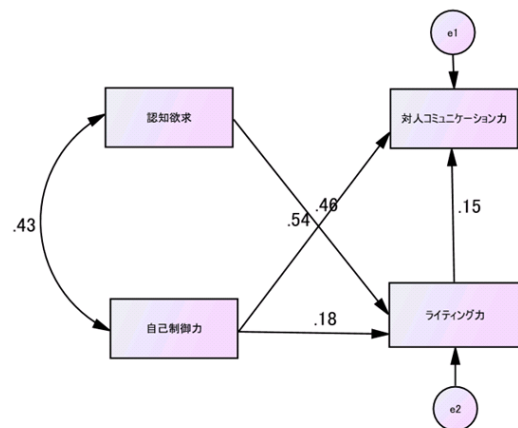 e1
認知欲求
対人コミュニケーション力
.43
.46
.54
.15
.18
自己制御力
ライティング力
e2